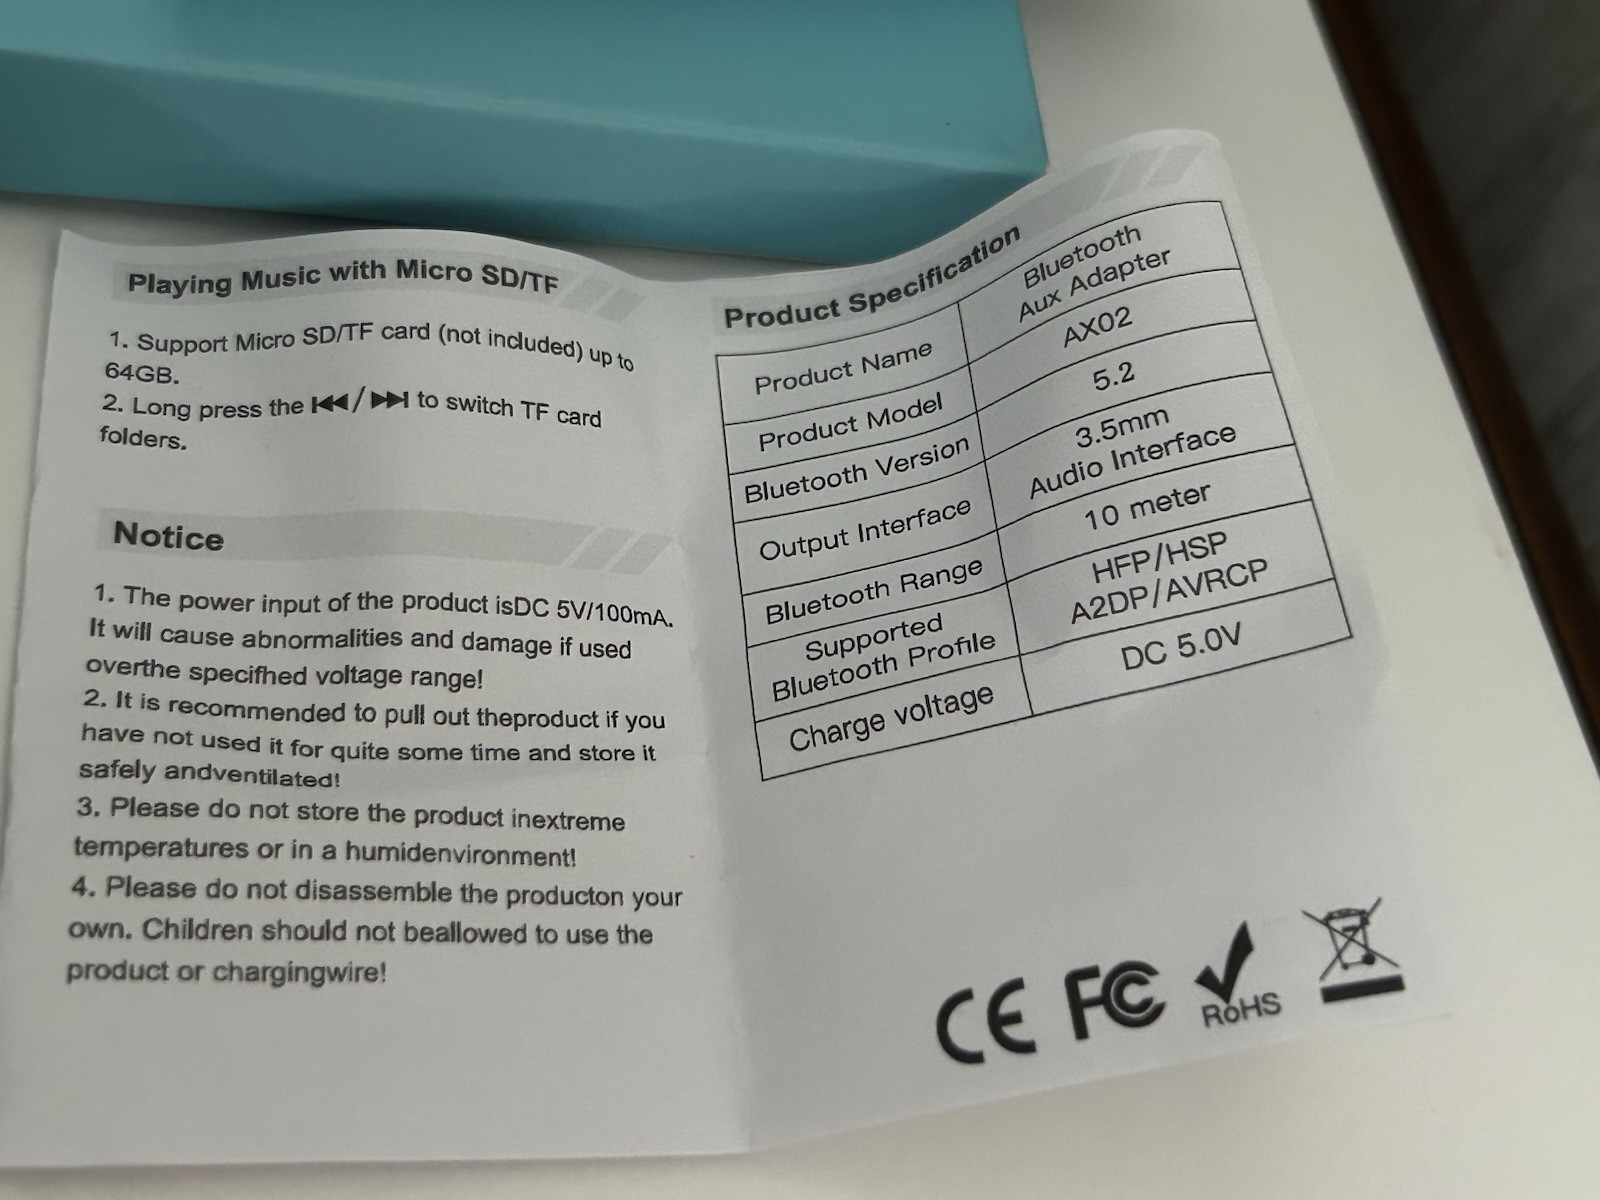 Playing Music with Micro SD/TF
1. Support Micro SD/TF card (not included) up to
64GB.
2. Long press the ⏮/⏭ to switch TF card
folders.
Notice
1. The power input of the product isDC 5V/100mA.
It will cause abnormalities and damage if used
overthe specifhed voltage range!
2. It is recommended to pull out theproduct if you
have not used it for quite some time and store it
safely andventilated!
3. Please do not store the product inextreme
temperatures or in a humidenvironment!
4. Please do not disassemble the producton your
own. Children should not beallowed to use the
product or chargingwire!
Product Specification
Product Name
Bluetooth
Aux Adapter
Product Model
AX02
Bluetooth Version
5.2
Output Interface
3.5mm
Audio Interface
Bluetooth Range
10 meter
Supported
Bluetooth Profile
HFP/HSP
A2DP/AVRCP
Charge voltage
DC 5.0V
CE FC
RoHS